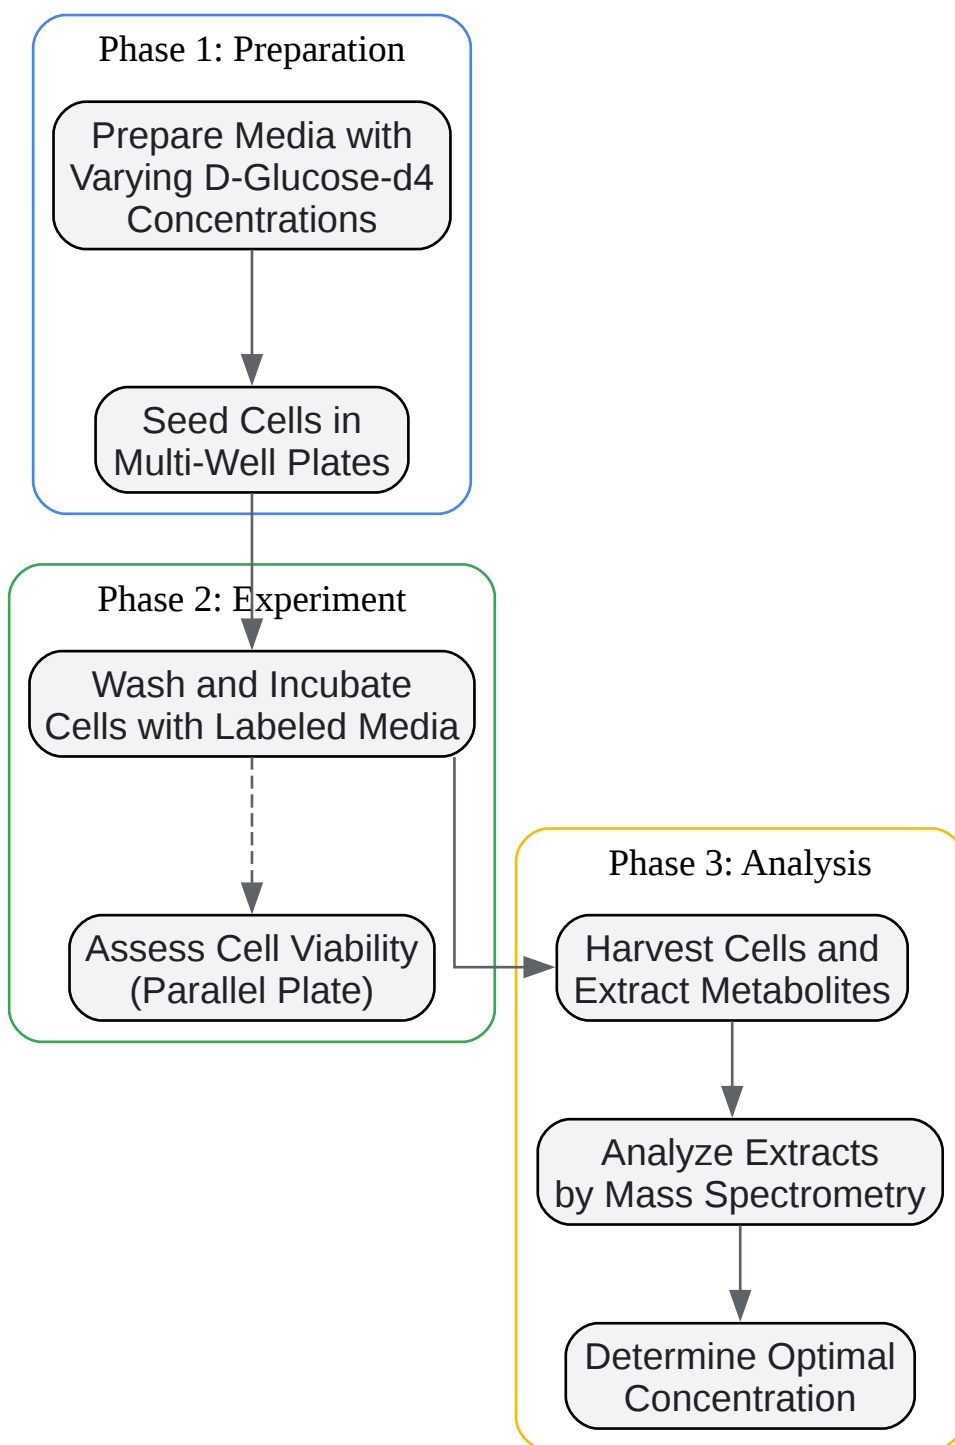 Phase 1: Preparation
Prepare Media with
Varying D-Glucose-d4
Concentrations
Seed Cells in
Multi-Well Plates
Phase 2: Experiment
Wash and Incubate
Cells with Labeled Media
Assess Cell Viability
(Parallel Plate)
Phase 3: Analysis
Harvest Cells and
Extract Metabolites
Analyze Extracts
by Mass Spectrometry
Determine Optimal
Concentration